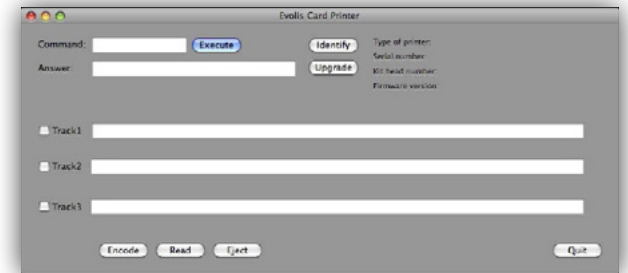 Evolis Card Printer
Command: Execute Identify Type of printer:
Serial number:
Answer: Upgrade Kit head number:
Firmware version
Track1
Track2
Track3
Encode Read Eject Quit